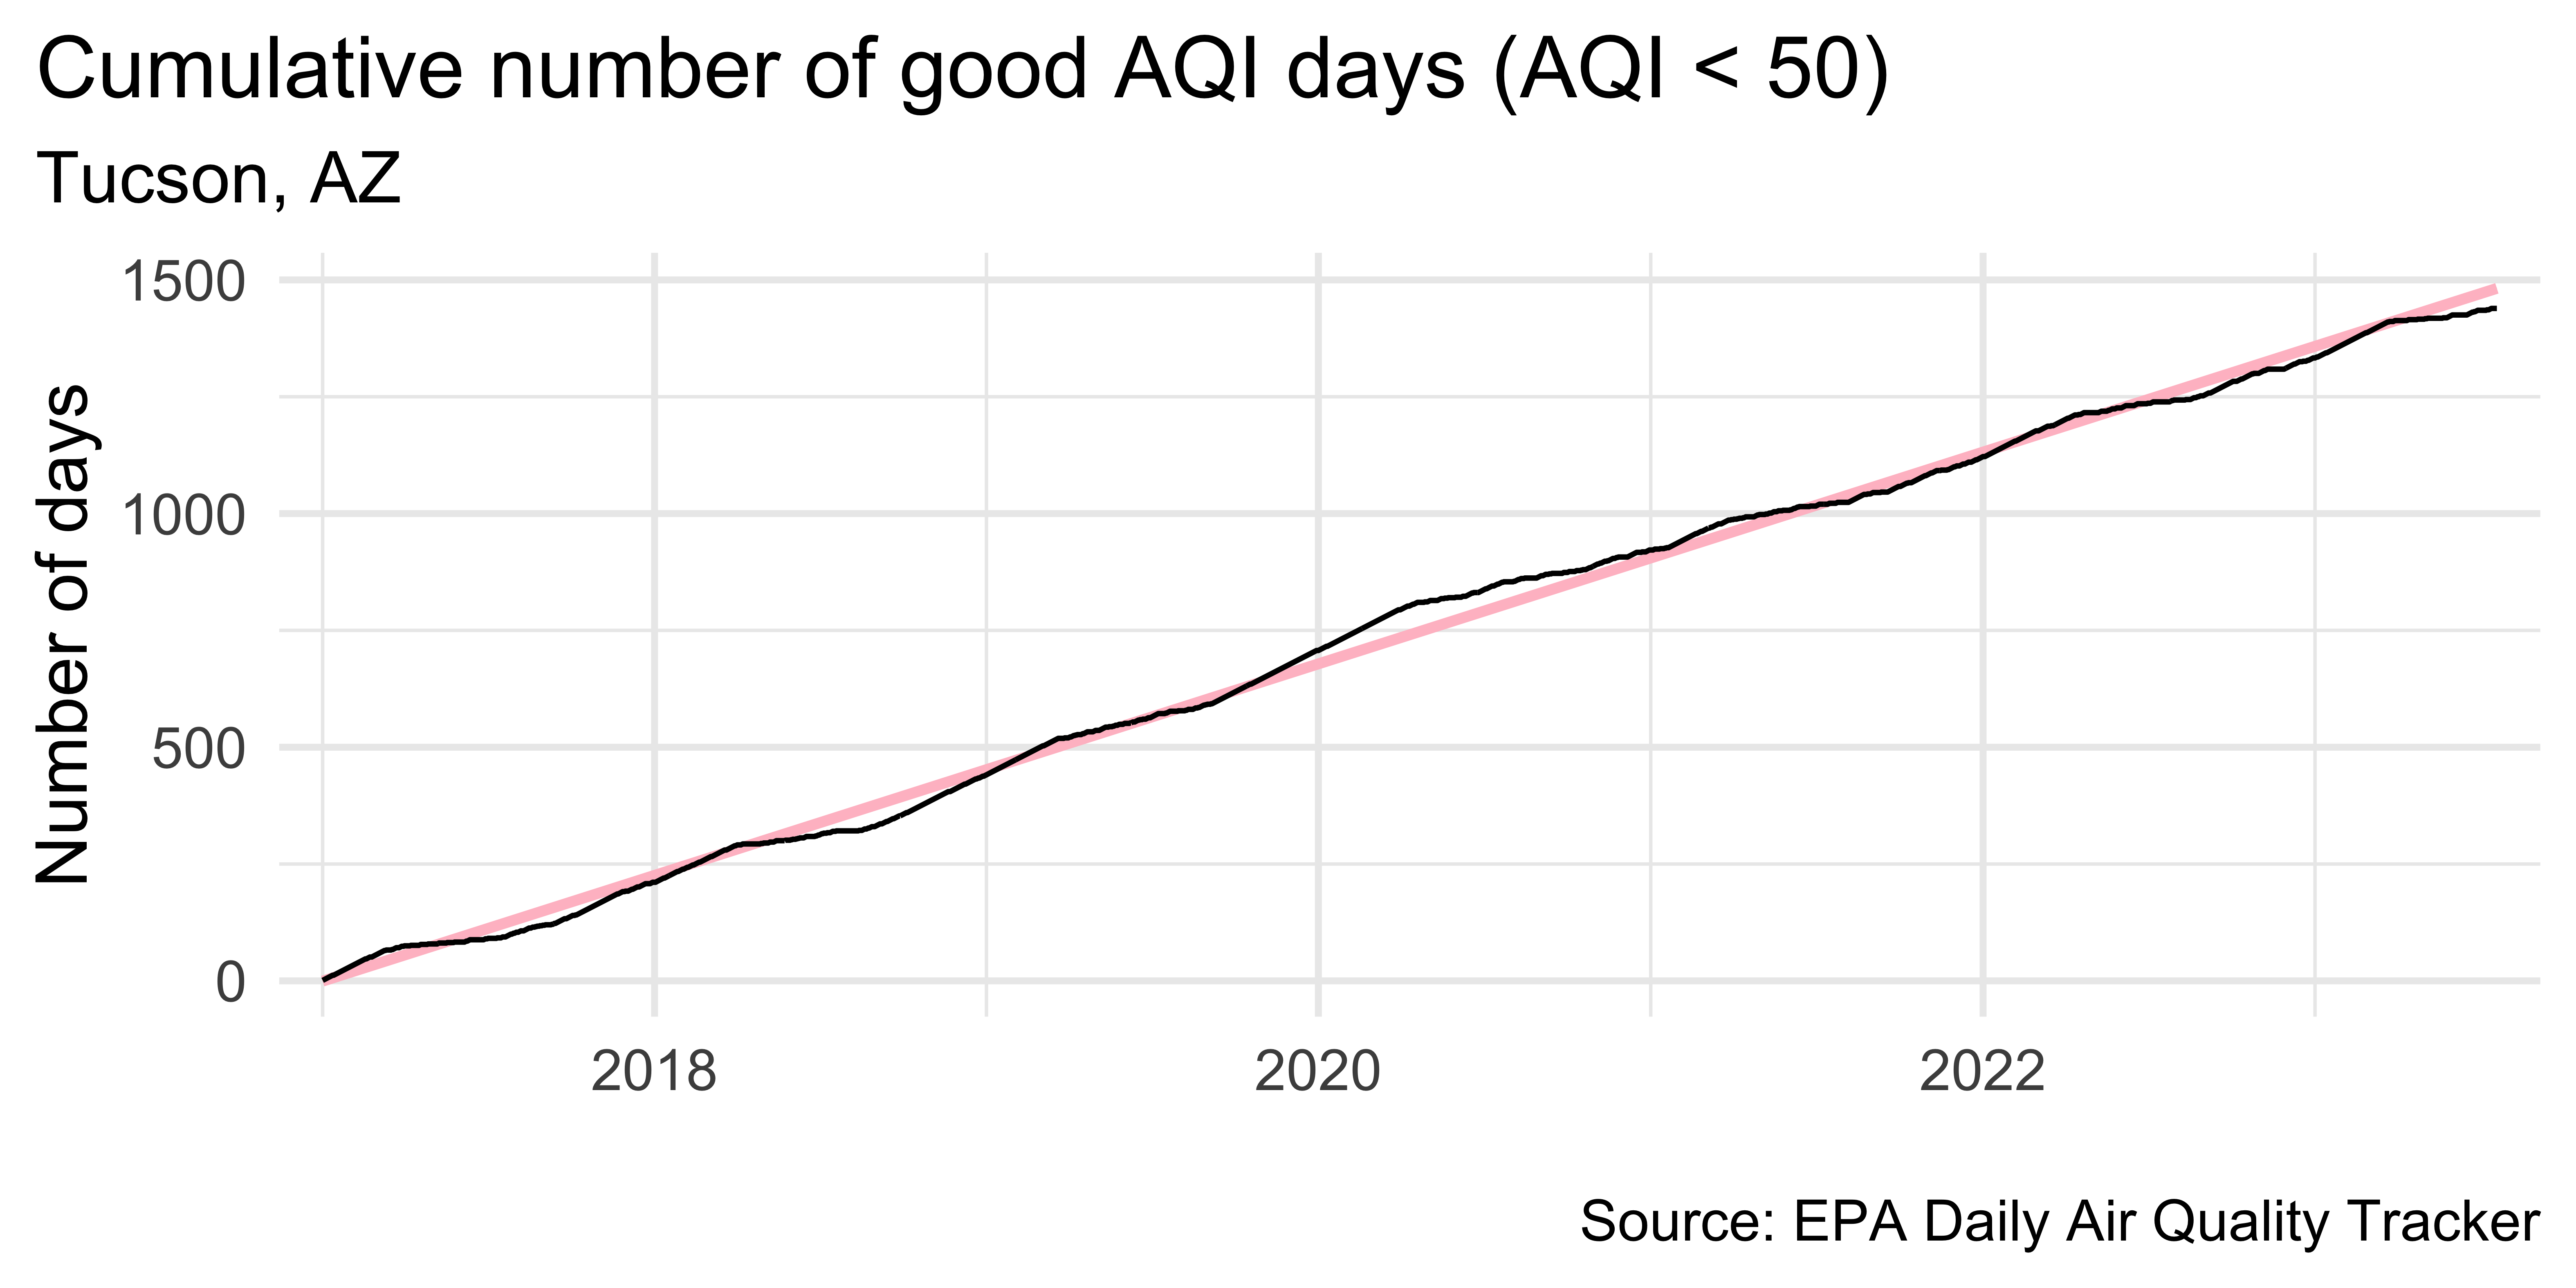 Cumulative number of good AQI days (AQI < 50)
Tucson, AZ
Number of days
1500
1000
500
0
2018
2020
2022
Source: EPA Daily Air Quality Tracker